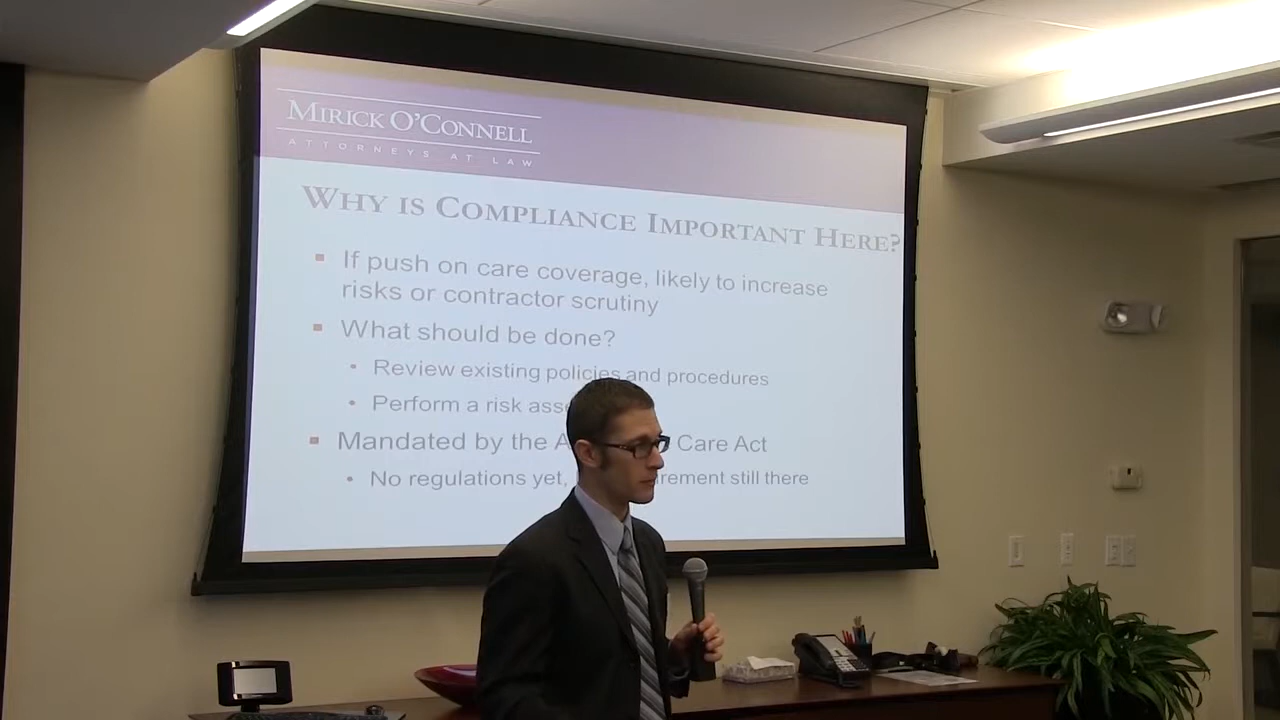 MIRICK O'CONNELL
ATTORNEYS AT LAW
WHY IS COMPLIANCE IMPORTANT HERE?
If push on care coverage, likely to increase
risks or contractor scrutiny
What should be done?
Review existing policies and procedures
Perform a risk
Mandated by the Care Act
No regulations yet, still there